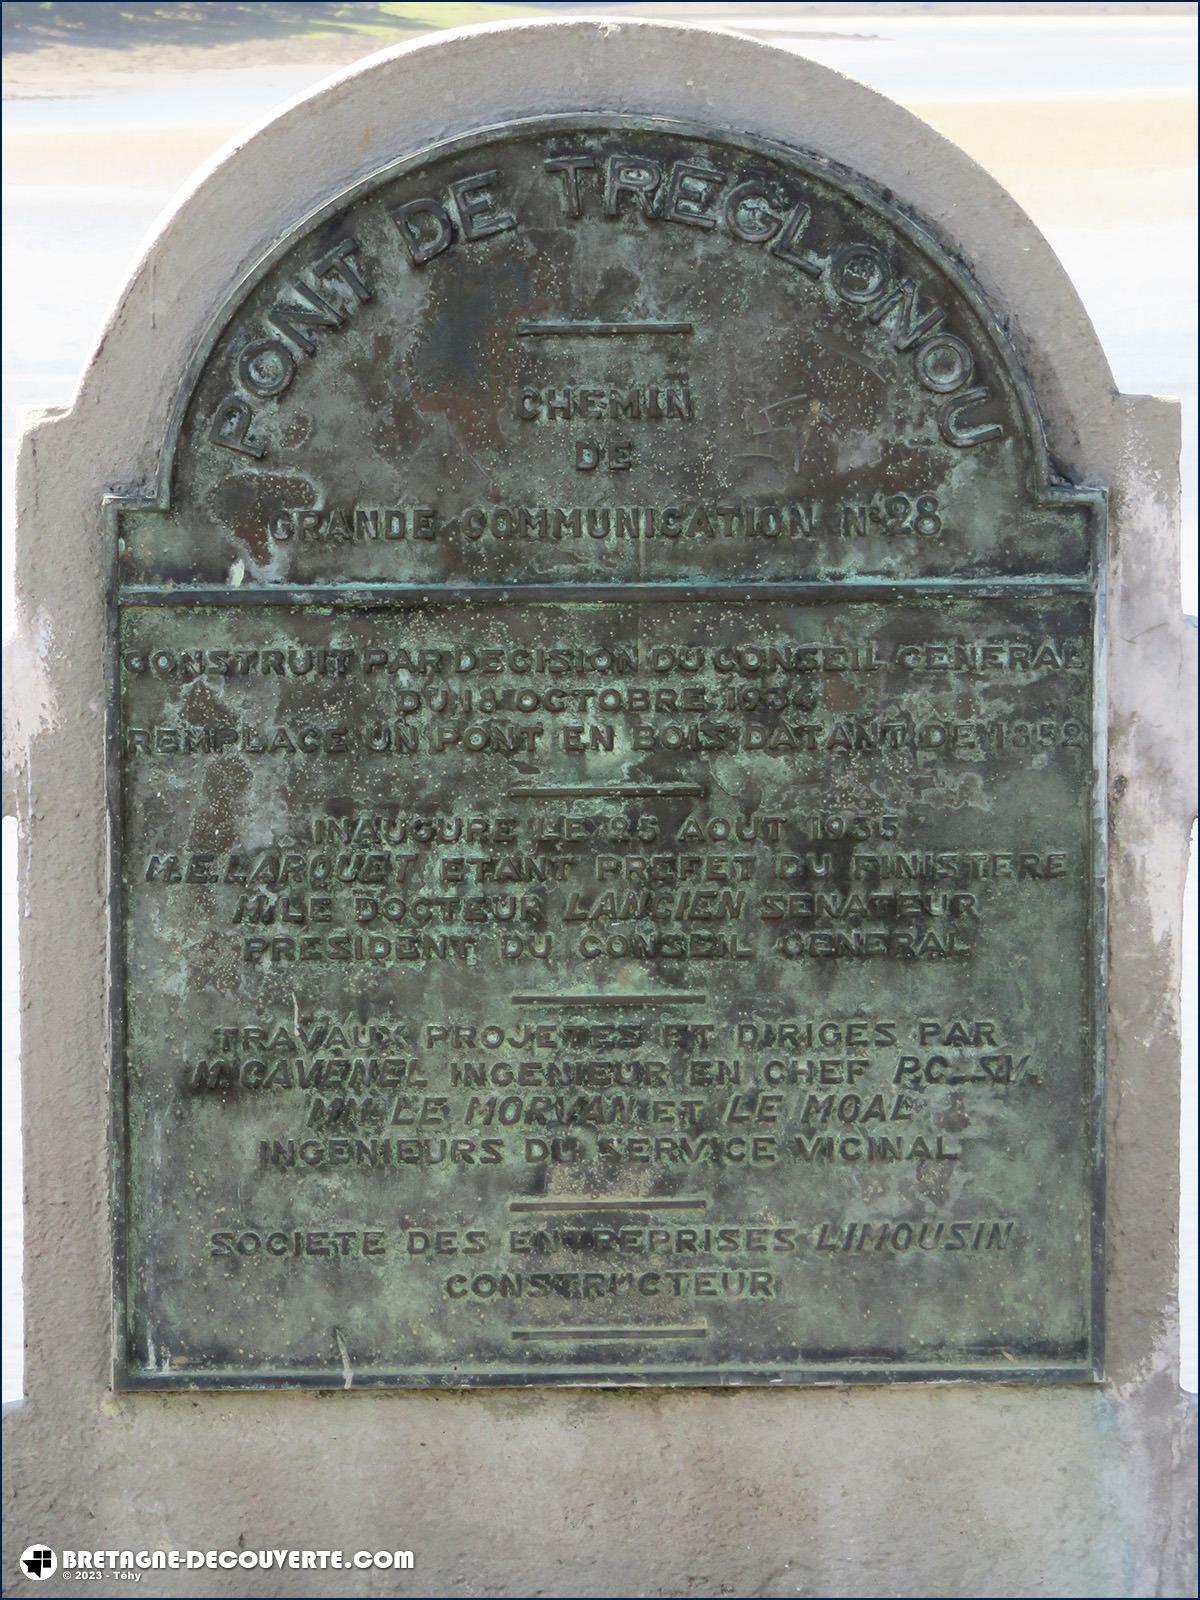 PONT DE TREGLONOU
CHEMIN
DE
GRANDE COMMUNICATION N° 28
CONSTRUIT PAR DECISION DU CONSEIL GENERAL
DU 18 OCTOBRE 1934
REMPLACE UN PONT EN BOIS DATANT DE 1852
INAUGURE LE 25 AOUT 1935
M.E. LARQUET ETANT PREFET DU FINISTERE
M. LE DOCTEUR LANCIEN SENATEUR
PRESIDENT DU CONSEIL GENERAL
TRAVAUX PROJETES ET DIRIGES PAR
M. GAVENEL INGENIEUR EN CHEF P.C._S.V.
MM. LE MORVAN ET LE MOAL
INGENIEURS DU SERVICE VICINAL
SOCIETE DES ENTREPRISES LIMOUSIN
CONSTRUCTEUR
BRETAGNE-DECOUVERTE.COM
© 2023 - Téhy